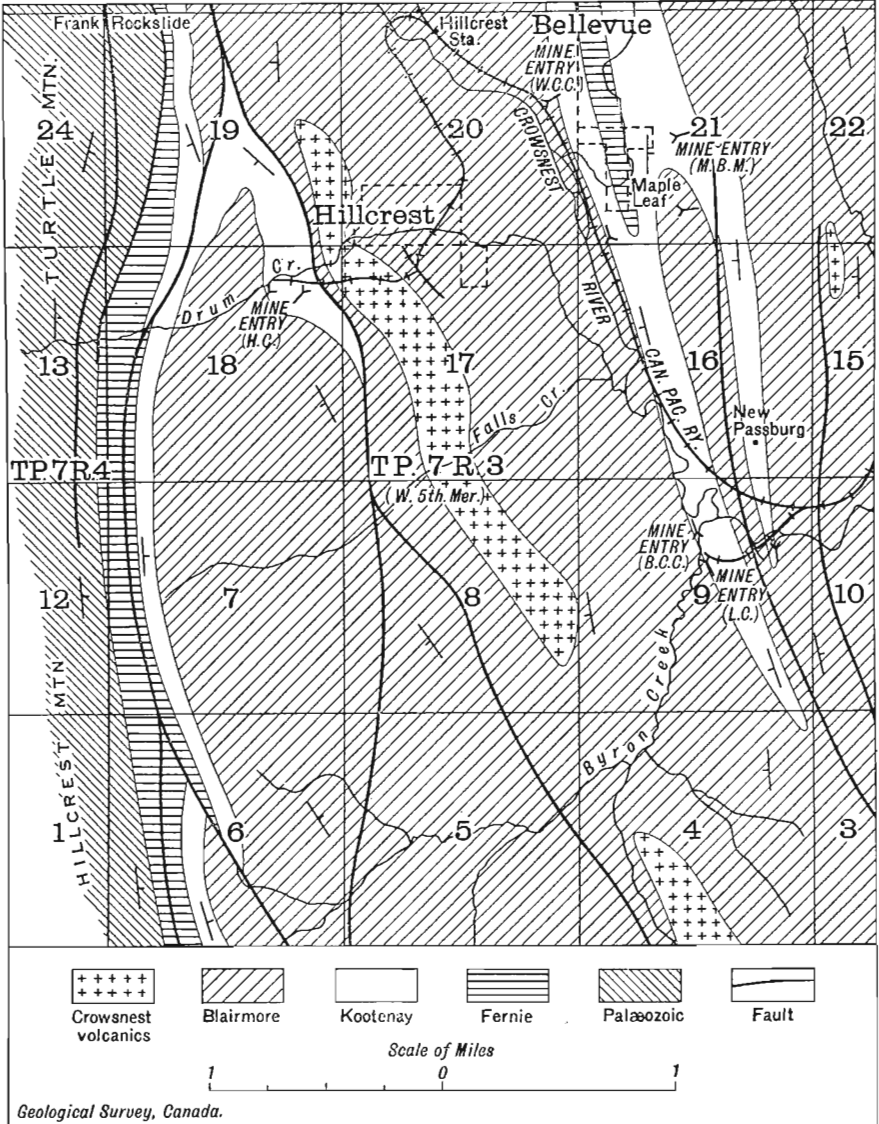 Frank Rockslide
Hillcrest
Sta.
Bellevue
MINE
ENTRY
(W.C.C.)
TURTLE MTN.
24
19
20
CROWSNEST
RIVER
21
MINE ENTRY
(M.B.M.)
22
Maple
Leaf
Hillcrest
Drum Cr.
MINE
ENTRY
(H.C.)
13
18
17
CAN. PAC. RY.
16
15
Falls Cr.
New
Passburg
TP. 7 R. 4
TP. 7 R. 3
(W. 5th. Mer.)
MINE
ENTRY
(B.C.C.)
MINE
ENTRY
(L.C.)
12
7
8
9
10
Byron Creek
HILLCREST MTN
1
6
5
4
3
Crowsnest
volcanics
Blairmore
Kootenay
Fernie
Palæozoic
Fault
Scale of Miles
1 0 1
Geological Survey, Canada.